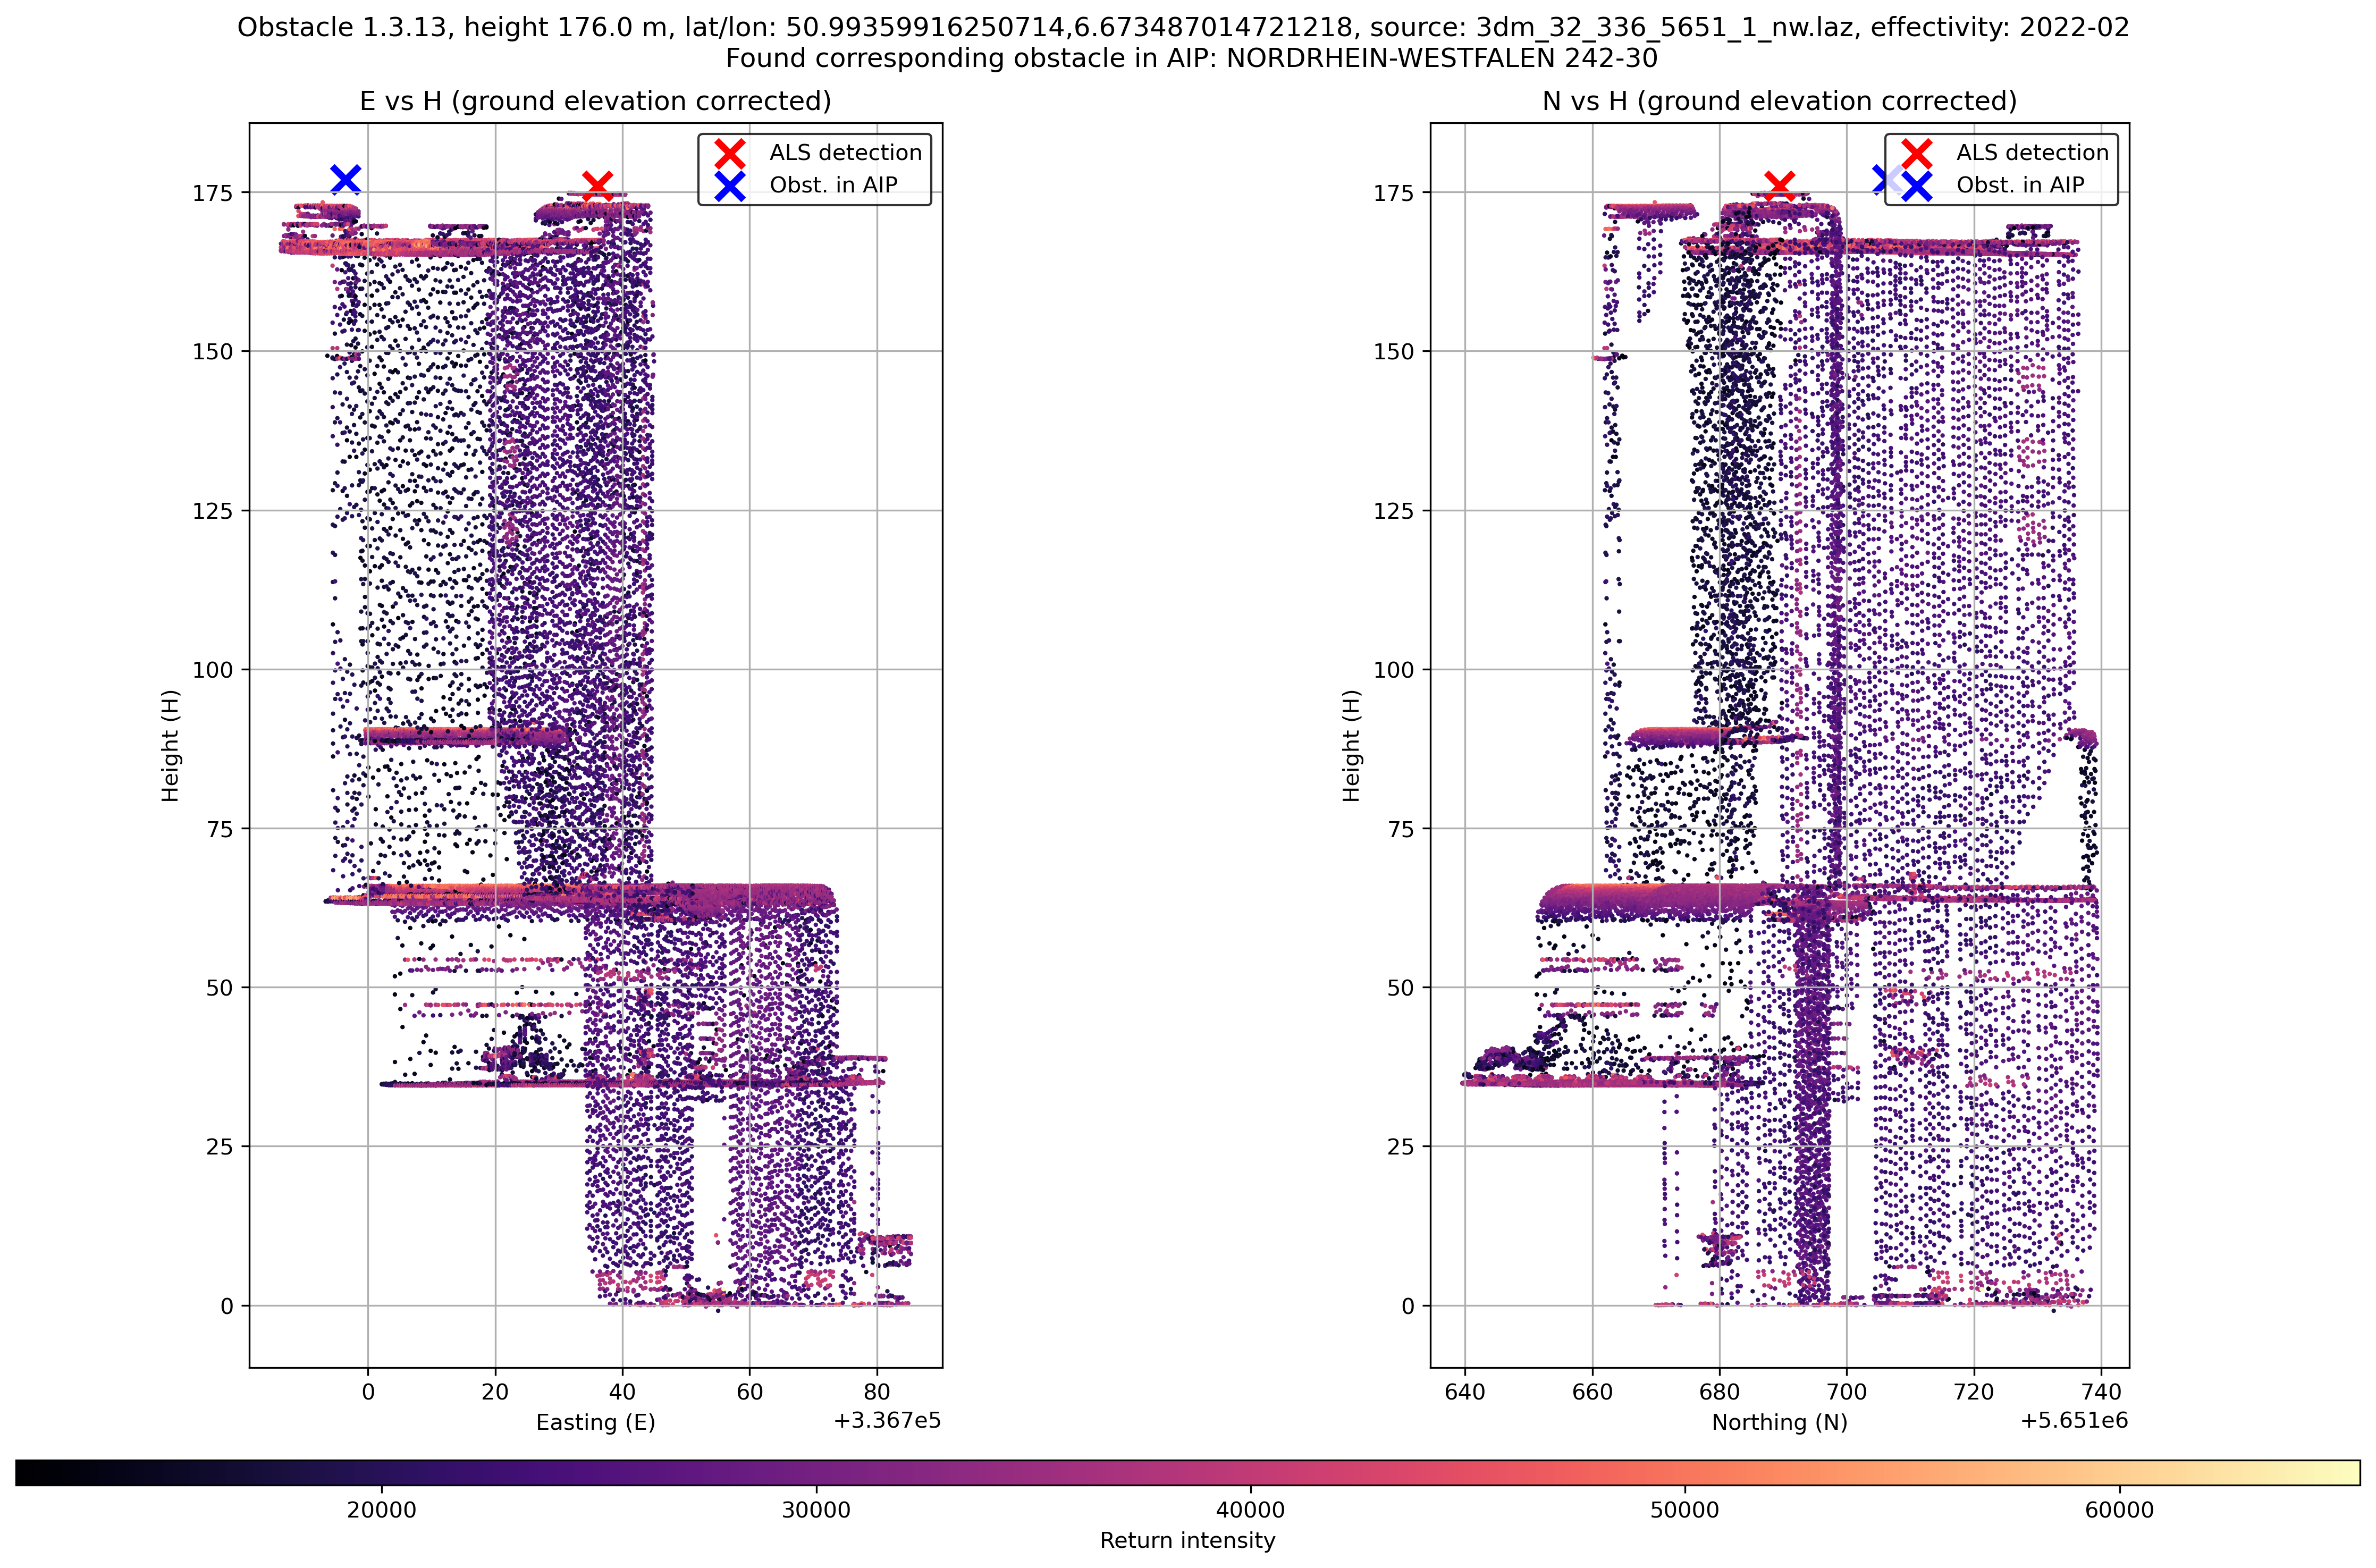 Obstacle 1.3.13, height 176.0 m, lat/lon: 50.99359916250714,6.673487014721218, source: 3dm_32_336_5651_1_nw.laz, effectivity: 2022-02
Found corresponding obstacle in AIP: NORDRHEIN-WESTFALEN 242-30
E vs H (ground elevation corrected)
ALS detection
Obst. in AIP
175
150
125
100
75
50
25
0
Height (H)
0 20 40 60 80
Easting (E)
+3.367e5
N vs H (ground elevation corrected)
ALS detection
Obst. in AIP
175
150
125
100
75
50
25
0
Height (H)
640 660 680 700 720 740
Northing (N)
+5.651e6
20000 30000 40000 50000 60000
Return intensity